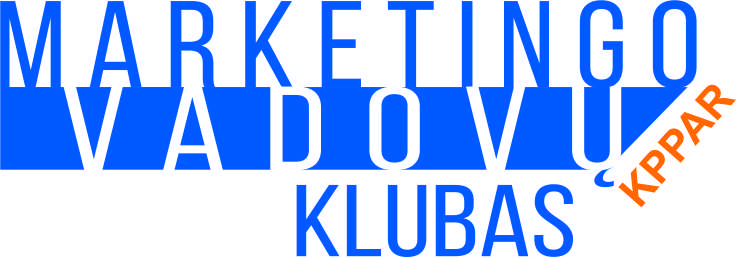 MARKETINGO
VADOVŲ
KPPAR
KLUBAS